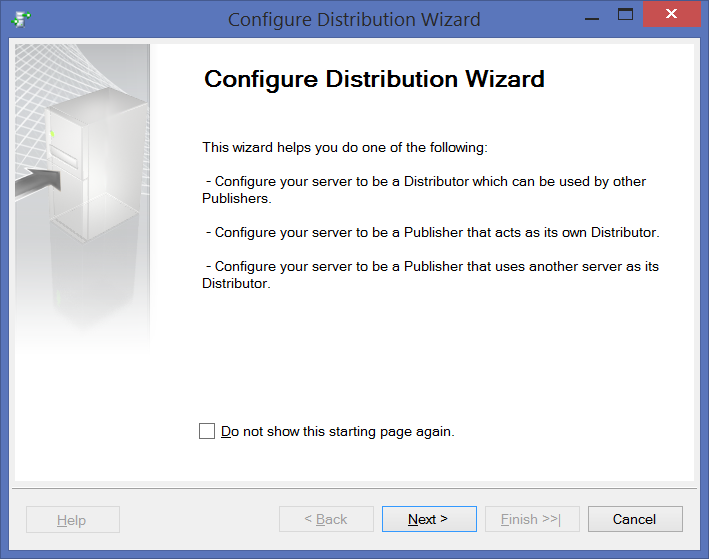 Configure Distribution Wizard
Configure Distribution Wizard
This wizard helps you do one of the following:
- Configure your server to be a Distributor which can be used by other
Publishers.
- Configure your server to be a Publisher that acts as its own Distributor.
- Configure your server to be a Publisher that uses another server as its
Distributor.
Do not show this starting page again.
Help
< Back
Next >
Finish >>|
Cancel